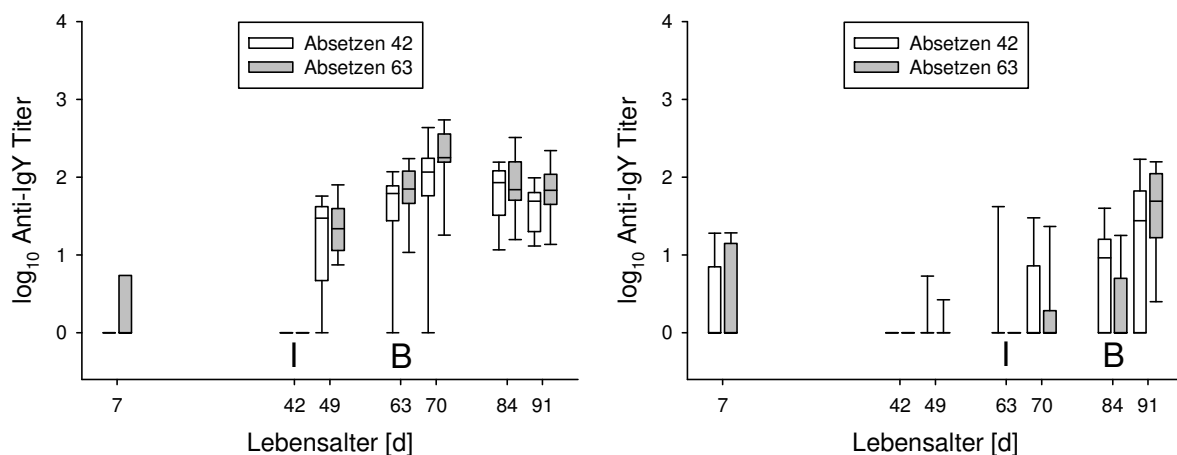 4
Absetzen 42
Absetzen 63
3
2
1
0
log10 Anti-IgY Titer
I
B
7 42 49 63 70 84 91
Lebensalter [d]
4
Absetzen 42
Absetzen 63
3
2
1
0
log10 Anti-IgY Titer
I
B
7 42 49 63 70 84 91
Lebensalter [d]